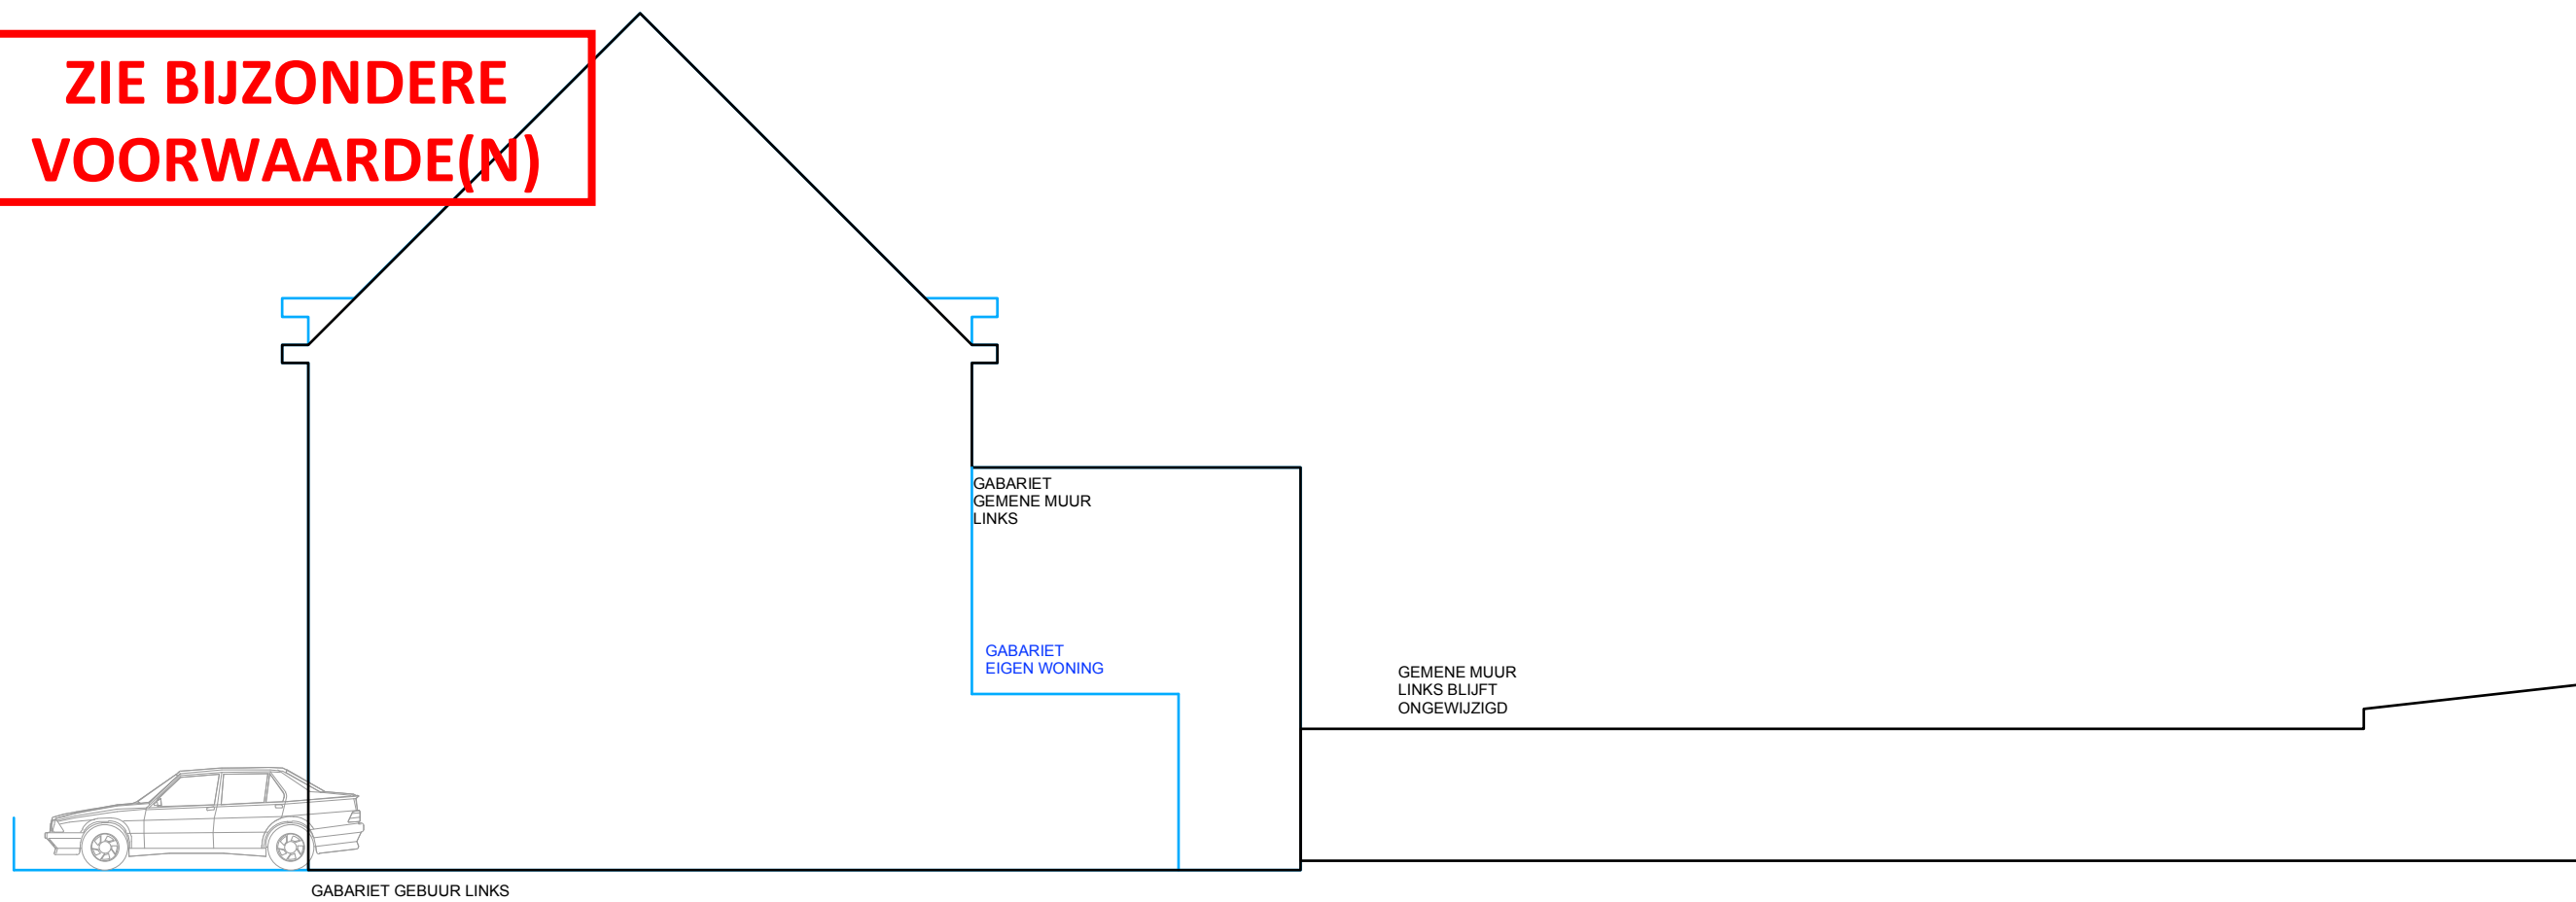 ZIE BIJZONDERE
VOORWAARDE(N)
GABARIET
GEMENE MUUR
LINKS
GABARIET
EIGEN WONING
GEMENE MUUR
LINKS BLIJFT
ONGEWIJZIGD
GABARIET GEBUUR LINKS